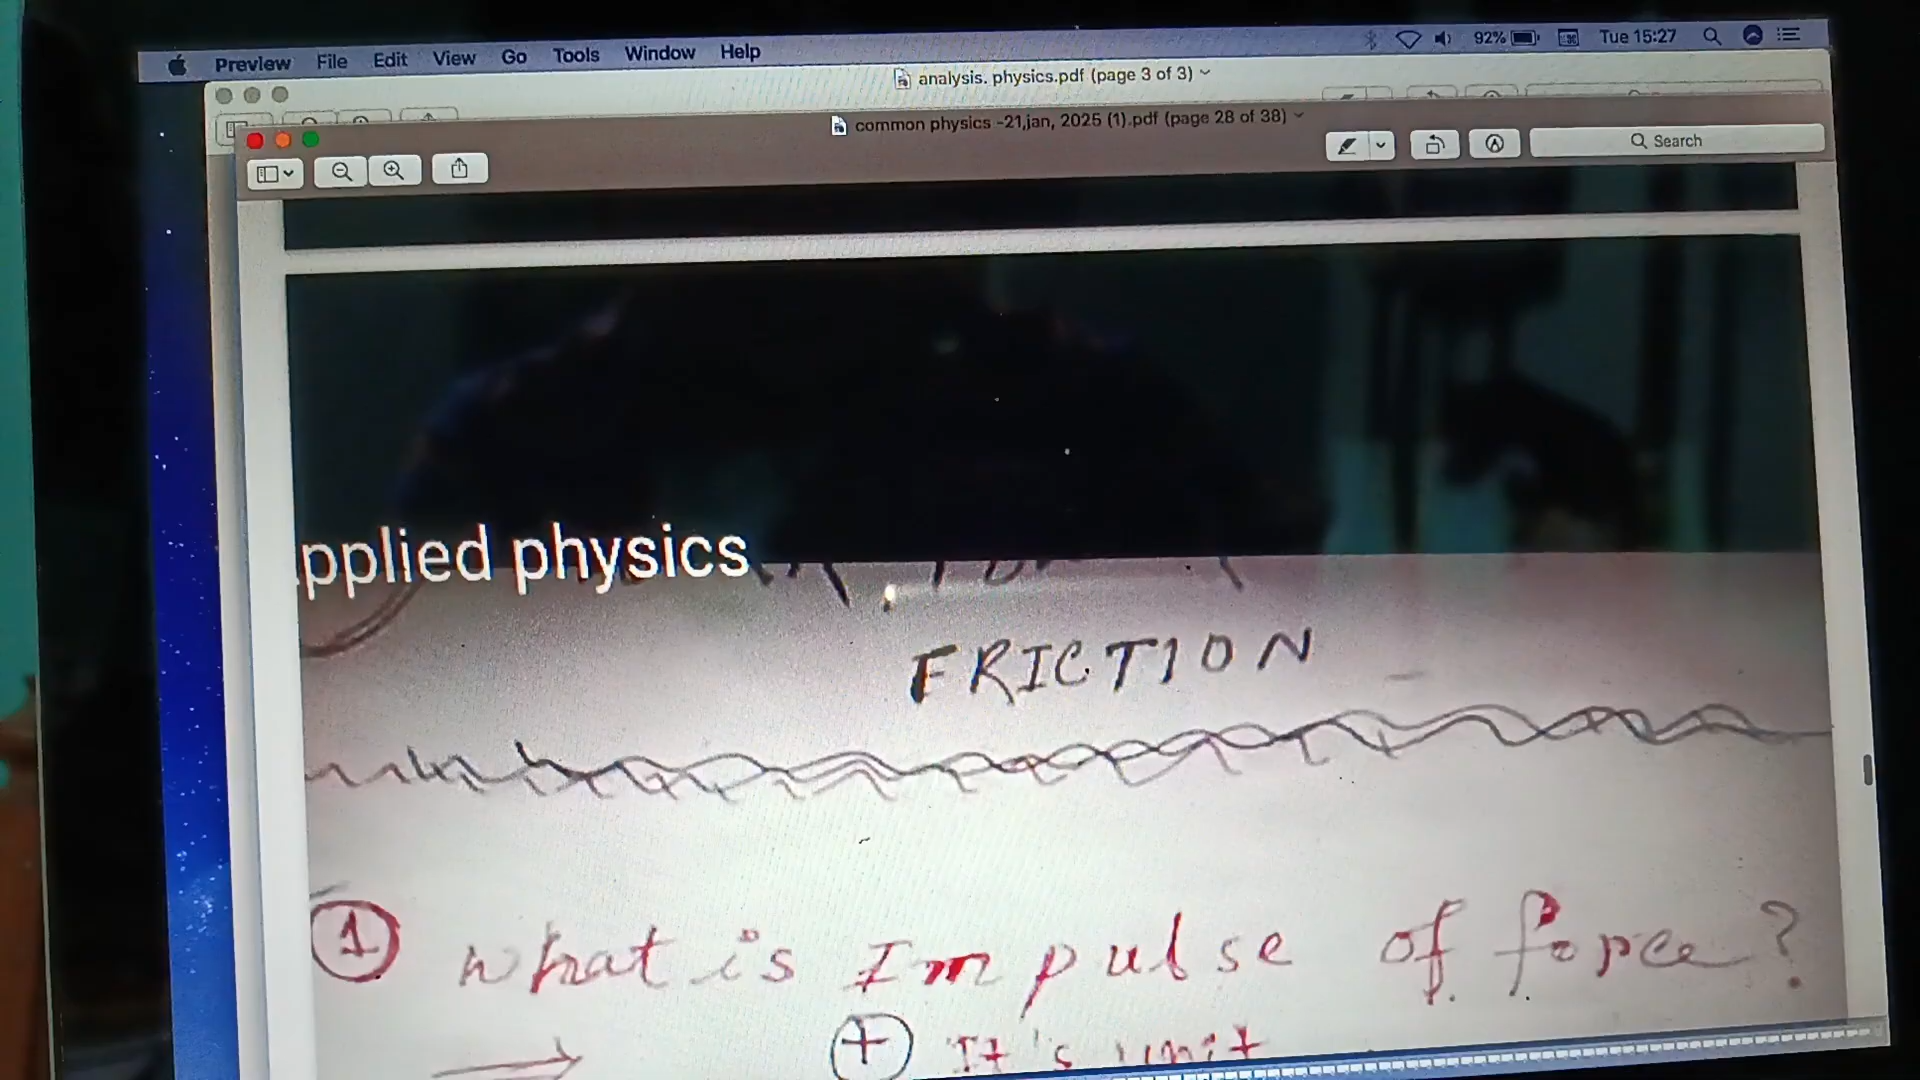 Preview File Edit View Go Tools Window Help 92% Tue 15:27
analysis. physics.pdf (page 3 of 3)
common physics -21,jan, 2025 (1).pdf (page 28 of 38)
Search
pplied physics
FRICTION
1 What is Impulse of force?
+ It's unit